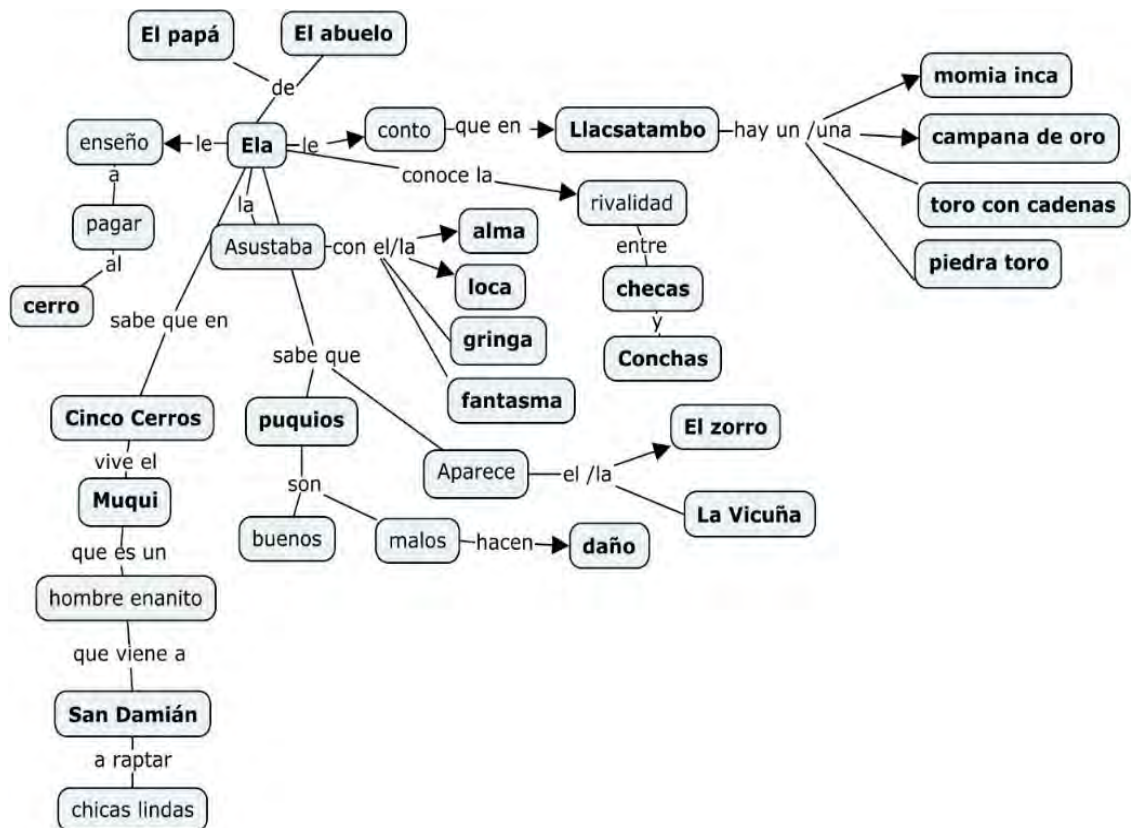 El papá
El abuelo
de
Ela
le
enseño
a
pagar
al
cerro
le
conto
que en
Llacsatambo
hay un /una
momia inca
campana de oro
toro con cadenas
piedra toro
conoce la
rivalidad
entre
checas
y
Conchas
la
Asustaba
con el/la
alma
loca
gringa
fantasma
sabe que en
Cinco Cerros
vive el
Muqui
que es un
hombre enanito
que viene a
San Damián
a raptar
chicas lindas
sabe que
puquios
son
buenos
malos
hacen
daño
Aparece
el /la
El zorro
La Vicuña